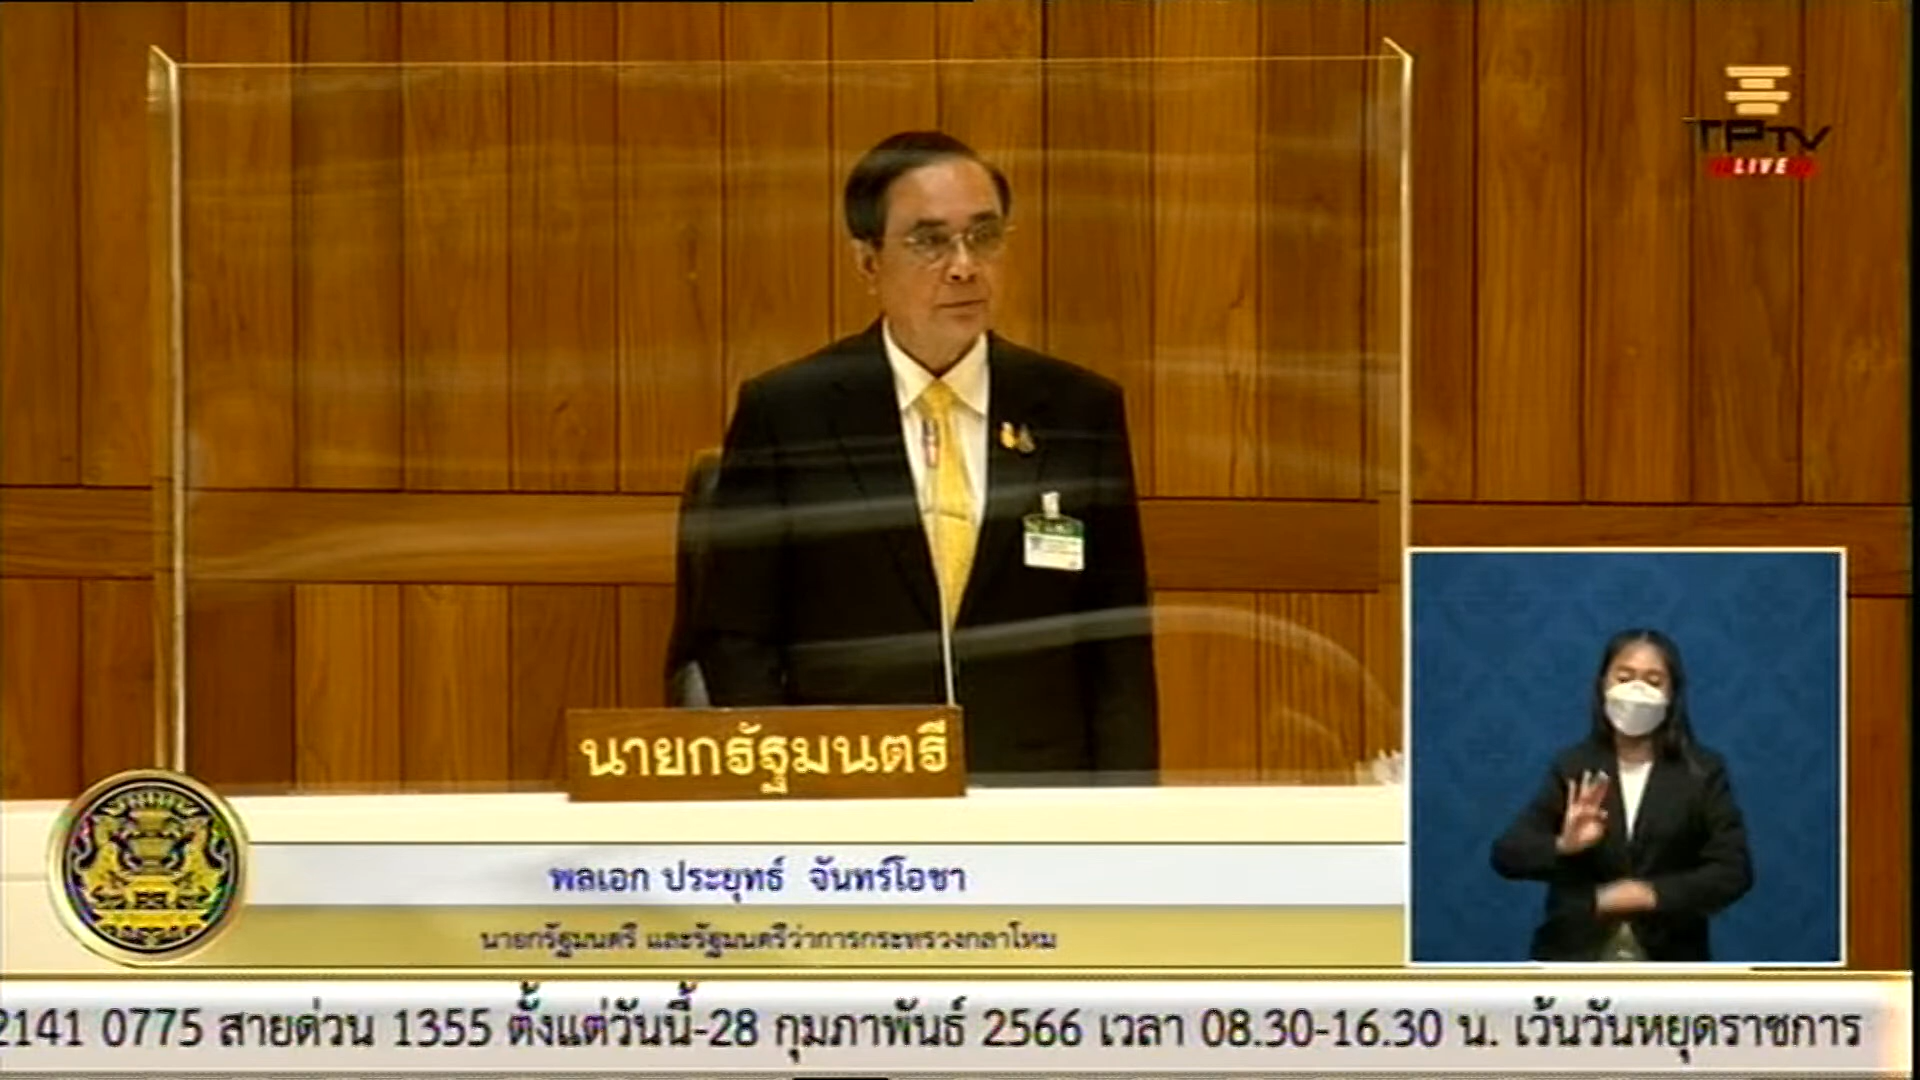 TPTV
LIVE
นายกรัฐมนตรี
พลเอก ประยุทธ์ จันทร์โอชา
นายกรัฐมนตรี และรัฐมนตรีว่าการกระทรวงกลาโหม
2141 0775 สายด่วน 1355 ตั้งแต่วันนี้-28 กุมภาพันธ์ 2566 เวลา 08.30-16.30 น. เว้นวันหยุดราชการ